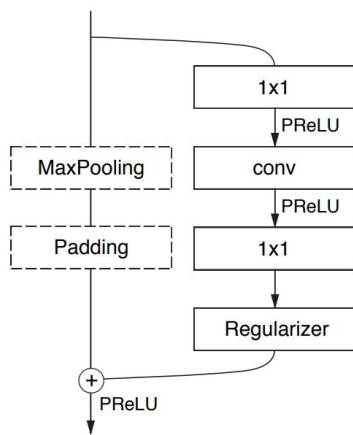 1x1
PReLU
MaxPooling
conv
PReLU
Padding
1x1
Regularizer
+
PReLU